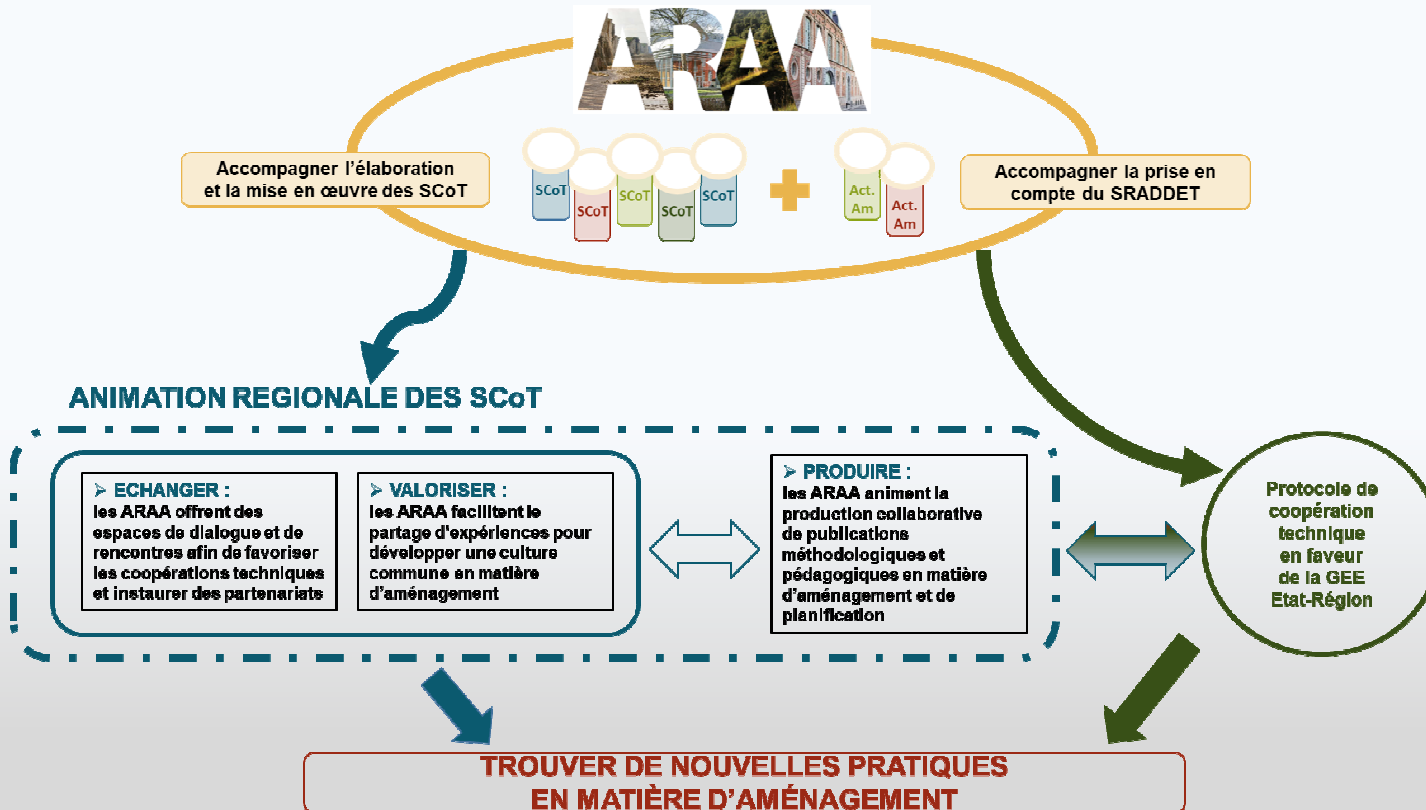 ARAA
Accompagner l'élaboration
et la mise en œuvre des SCoT
SCoT
SCoT
SCoT
SCoT
SCoT
Act.
Am
Act.
Am
Accompagner la prise en
compte du SRADDET
ANIMATION REGIONALE DES SCoT
➢ ECHANGER :
les ARAA offrent des
espaces de dialogue et de
rencontres afin de favoriser
les coopérations techniques
et instaurer des partenariats
➢ VALORISER :
les ARAA facilitent le
partage d'expériences pour
développer une culture
commune en matière
d'aménagement
➢ PRODUIRE :
les ARAA animent la
production collaborative
de publications
méthodologiques et
pédagogiques en matière
d'aménagement et de
planification
Protocole de
coopération
technique
en faveur
de la GEE
Etat-Région
TROUVER DE NOUVELLES PRATIQUES
EN MATIÈRE D'AMÉNAGEMENT